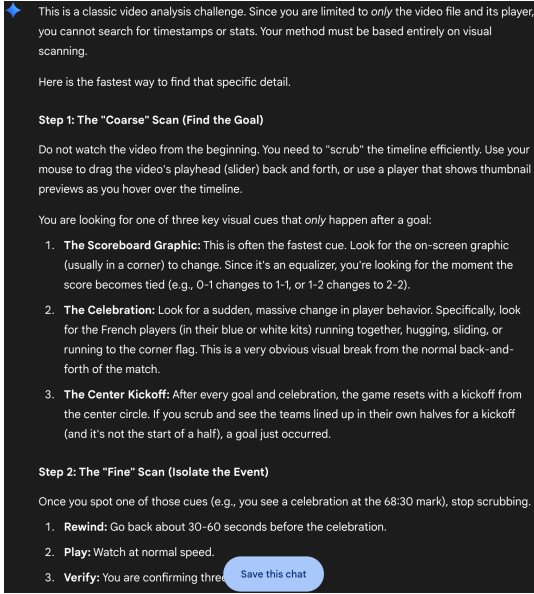 This is a classic video analysis challenge. Since you are limited to only the video file and its player,
you cannot search for timestamps or stats. Your method must be based entirely on visual
scanning.
Here is the fastest way to find that specific detail.
Step 1: The "Coarse" Scan (Find the Goal)
Do not watch the video from the beginning. You need to "scrub" the timeline efficiently. Use your
mouse to drag the video's playhead (slider) back and forth, or use a player that shows thumbnail
previews as you hover over the timeline.
You are looking for one of three key visual cues that only happen after a goal:
1. The Scoreboard Graphic: This is often the fastest cue. Look for the on-screen graphic
(usually in a corner) to change. Since it's an equalizer, you're looking for the moment the
score becomes tied (e.g., 0-1 changes to 1-1, or 1-2 changes to 2-2).
2. The Celebration: Look for a sudden, massive change in player behavior. Specifically, look
for the French players (in their blue or white kits) running together, hugging, sliding, or
running to the corner flag. This is a very obvious visual break from the normal back-and-
forth of the match.
3. The Center Kickoff: After every goal and celebration, the game resets with a kickoff from
the center circle. If you scrub and see the teams lined up in their own halves for a kickoff
(and it's not the start of a half), a goal just occurred.
Step 2: The "Fine" Scan (Isolate the Event)
Once you spot one of those cues (e.g., you see a celebration at the 68:30 mark), stop scrubbing.
1. Rewind: Go back about 30-60 seconds before the celebration.
2. Play: Watch at normal speed.
3. Verify: You are confirming three
Save this chat